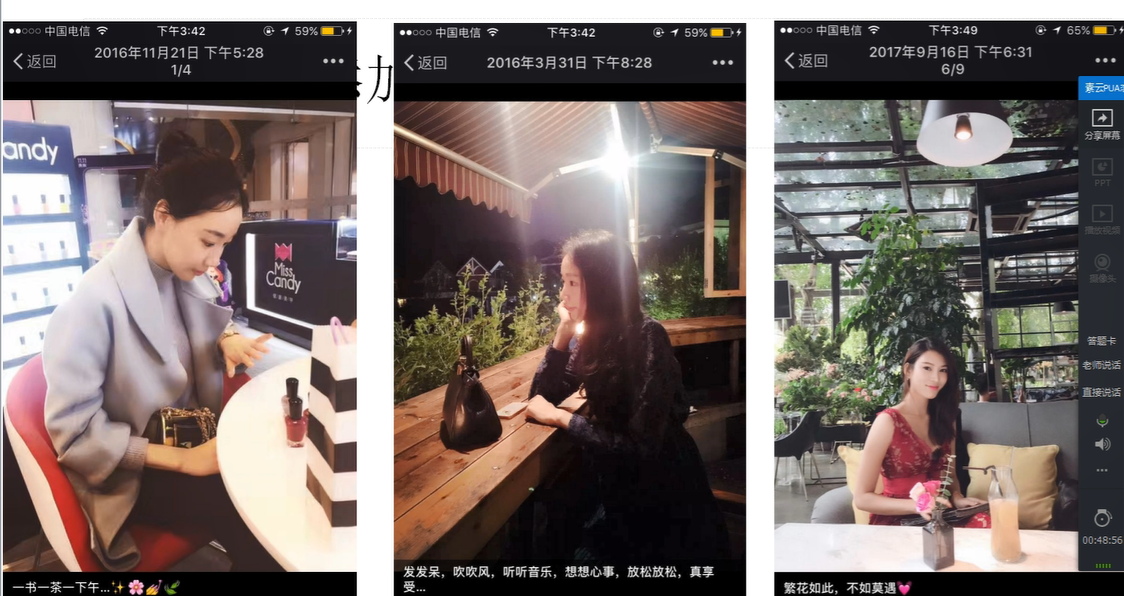 中国电信
下午3:42
59%
返回
2016年11月21日 下午5:28
1/4
andy
Miss
Candy
一书一茶一下午...✨🌸💅🌿
加
中国电信
下午3:42
59%
返回
2016年3月31日 下午8:28
发发呆，吹吹风，听听音乐，想想心事，放松放松，真享
受...
中国电信
下午3:49
65%
返回
2017年9月16日 下午6:31
6/9
繁花如此，不如莫遇💓
素云PUA
分享屏幕
PPT
播放视频
摄像头
答题卡
老师说话
直接说话
00:48:56